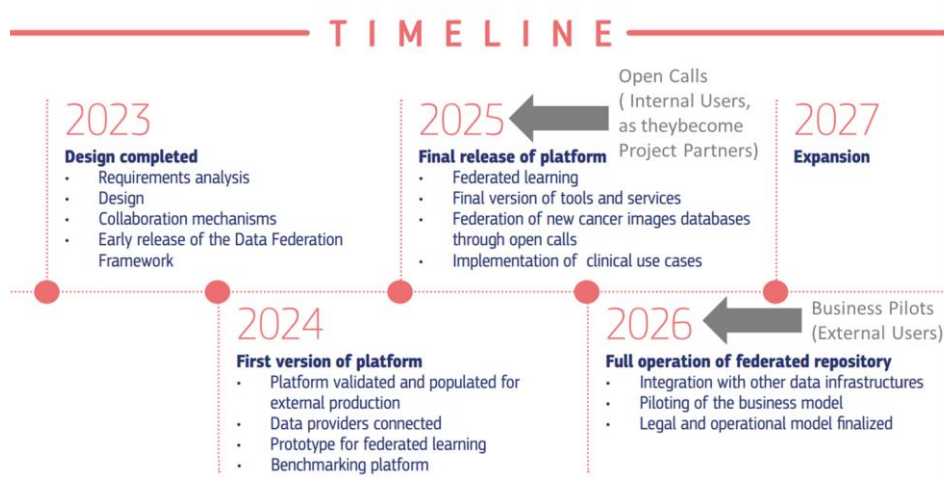 TIMELINE
2023
Design completed
• Requirements analysis
• Design
• Collaboration mechanisms
• Early release of the Data Federation
Framework
2025
Final release of platform
• Federated learning
• Final version of tools and services
• Federation of new cancer images databases
through open calls
• Implementation of clinical use cases
Open Calls
( Internal Users,
as theybecome
Project Partners)
2027
Expansion
2024
First version of platform
• Platform validated and populated for
external production
• Data providers connected
• Prototype for federated learning
• Benchmarking platform
2026
Full operation of federated repository
• Integration with other data infrastructures
• Piloting of the business model
• Legal and operational model finalized
Business Pilots
(External Users)